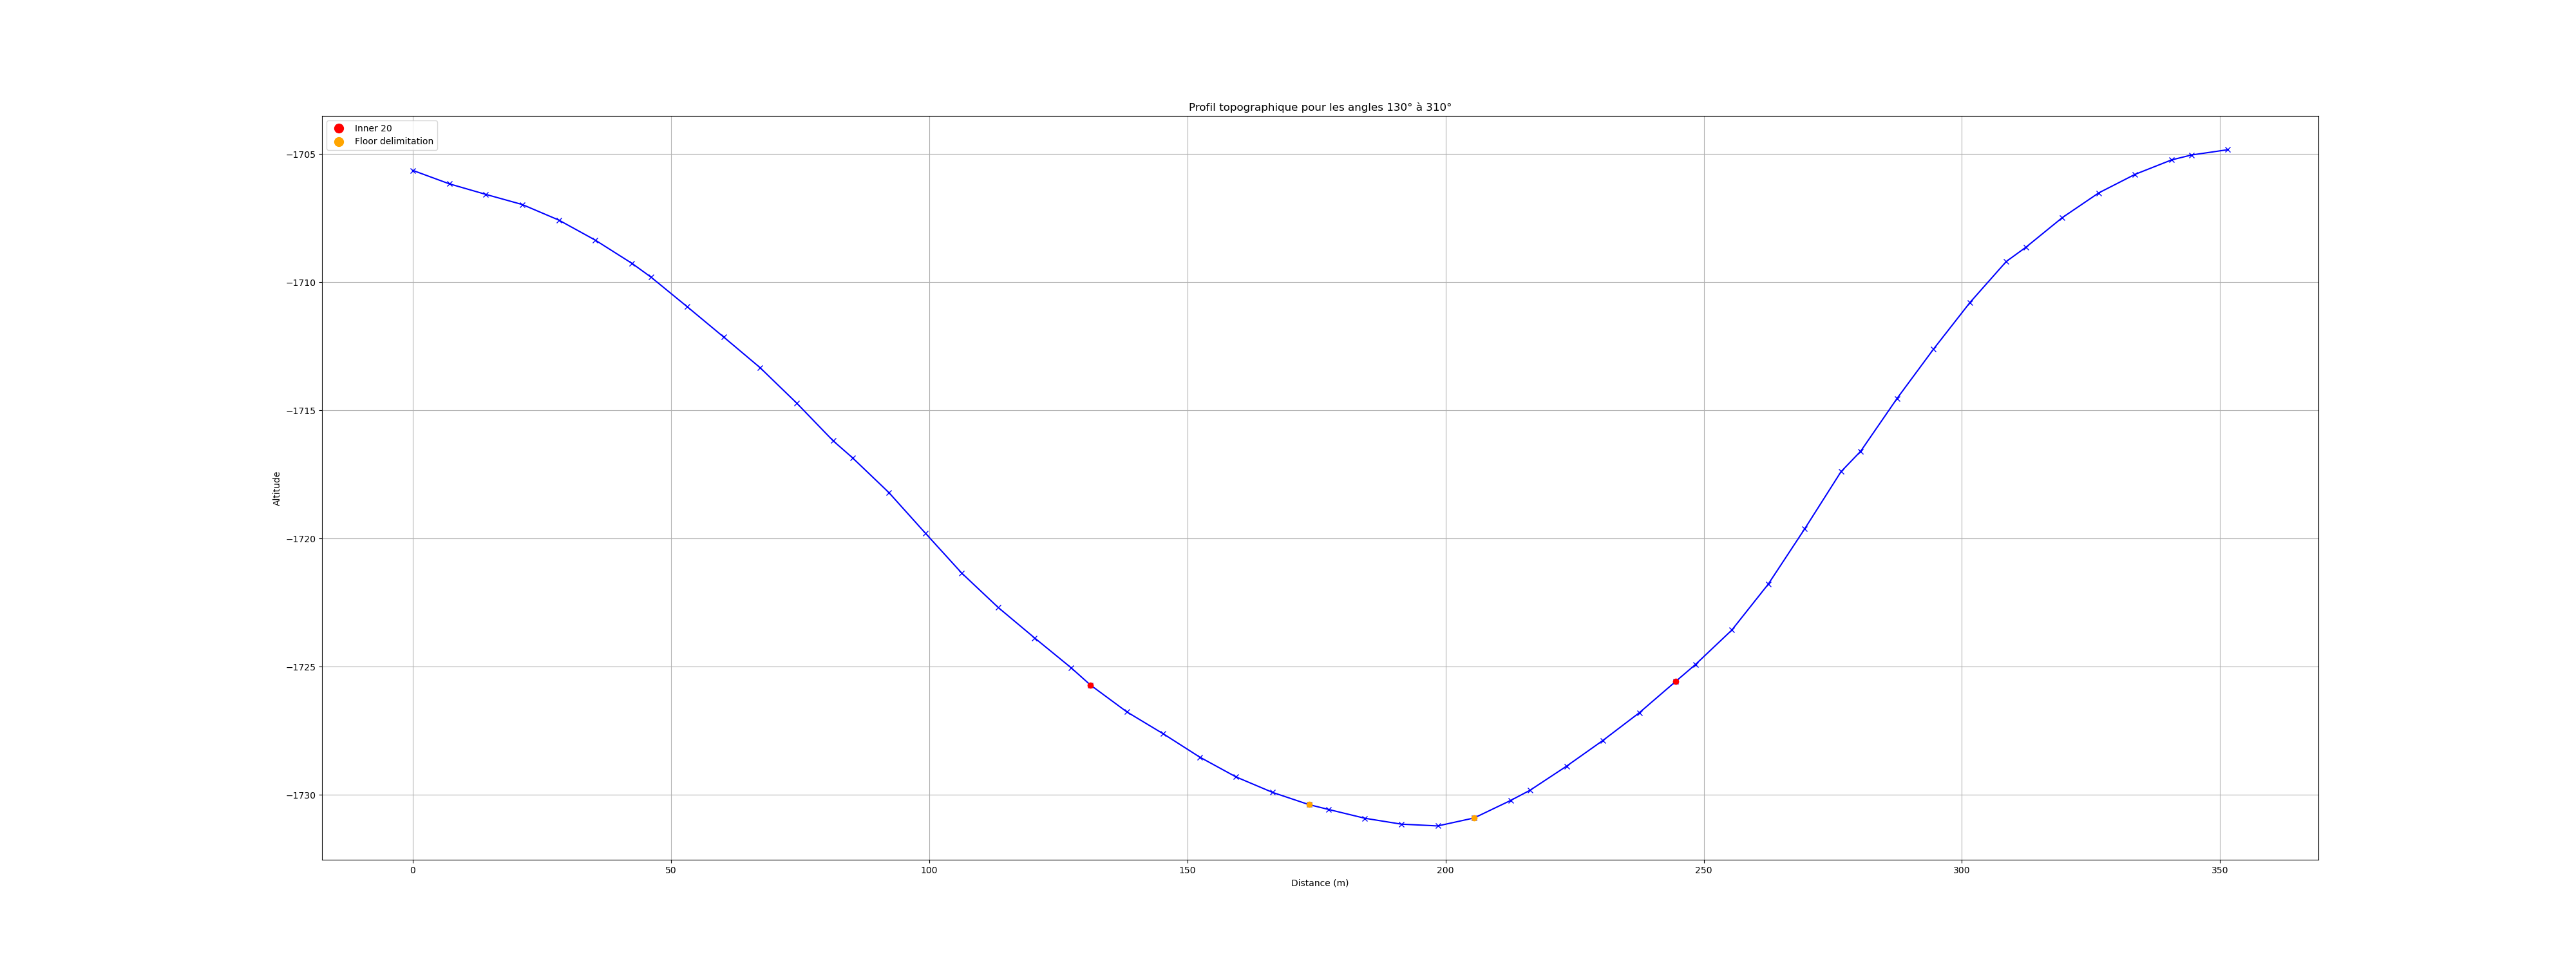 Profil topographique pour les angles 130° à 310°
Inner 20
Floor delimitation
−1705
−1710
−1715
−1720
−1725
−1730
Altitude
0 50 100 150 200 250 300 350
Distance (m)